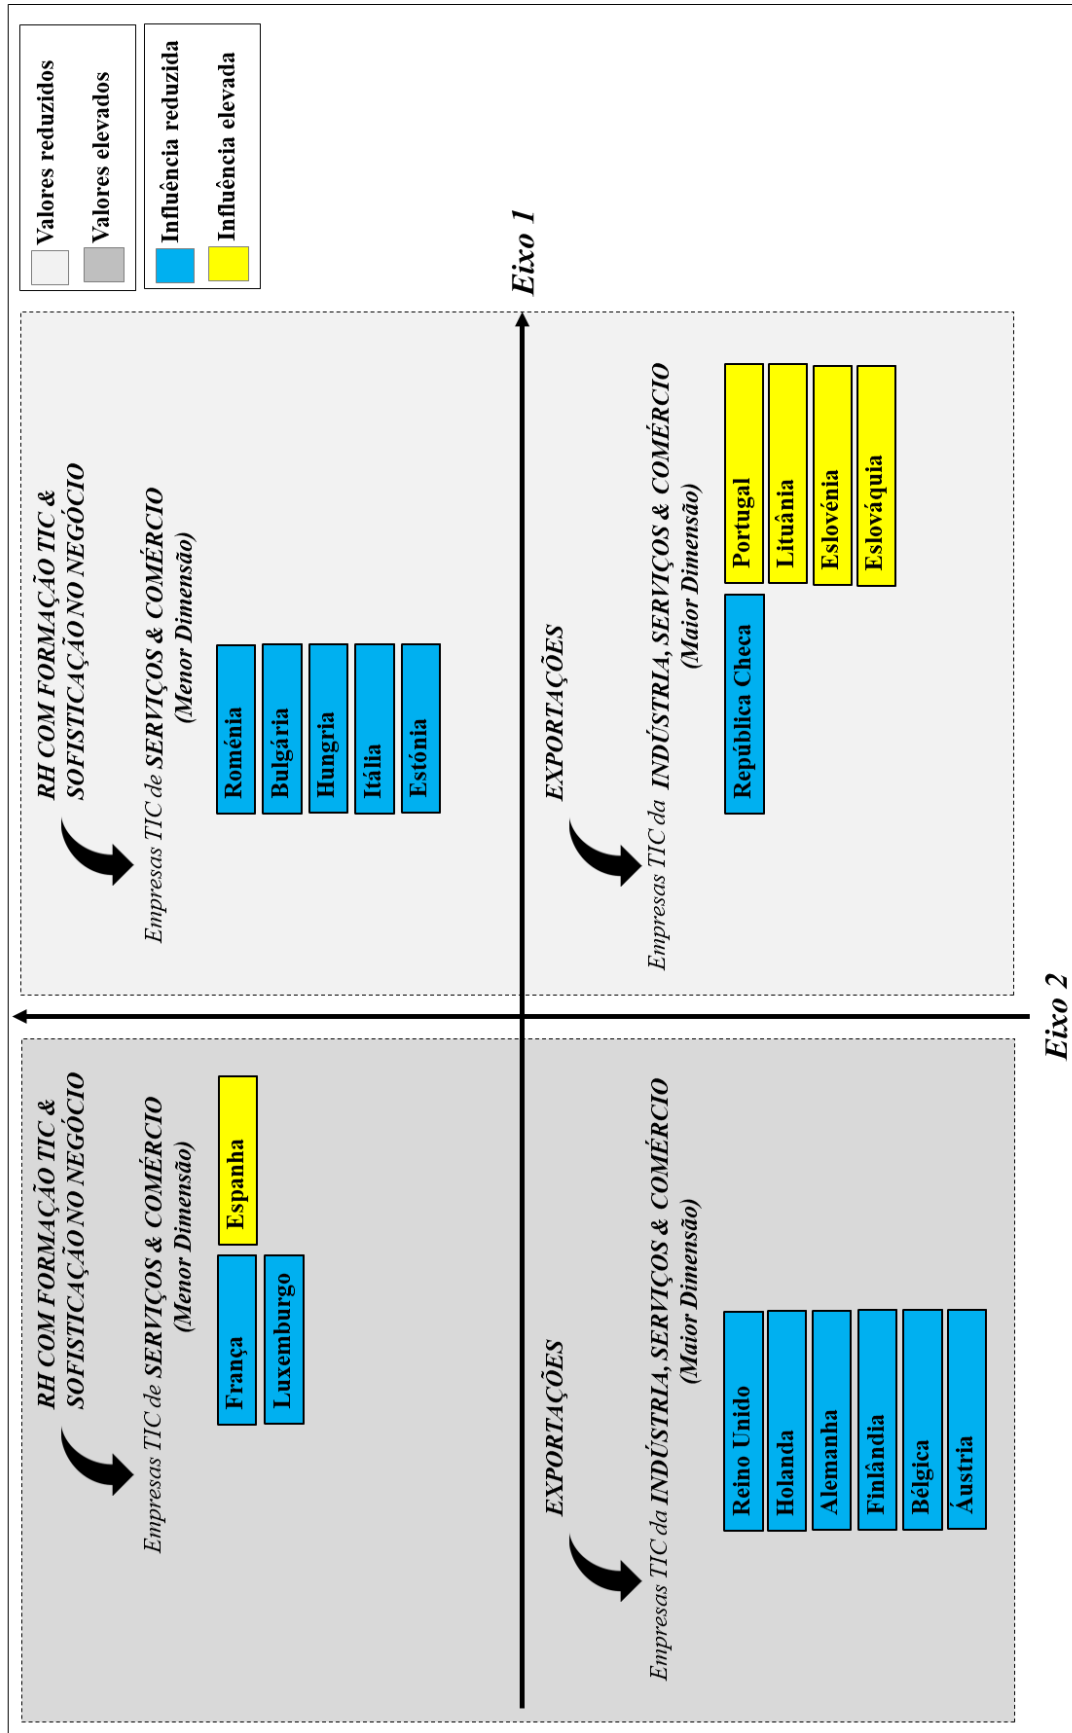 RH COM FORMAÇÃO TIC &
SOFISTICAÇÃO NO NEGÓCIO
Empresas TIC de SERVIÇOS & COMÉRCIO
(Menor Dimensão)
França
Espanha
Luxemburgo
RH COM FORMAÇÃO TIC &
SOFISTICAÇÃO NO NEGÓCIO
Empresas TIC de SERVIÇOS & COMÉRCIO
(Menor Dimensão)
Roménia
Bulgária
Hungria
Itália
Estónia
Valores reduzidos
Valores elevados
Influência reduzida
Influência elevada
Eixo 1
EXPORTAÇÕES
Empresas TIC da INDÚSTRIA, SERVIÇOS & COMÉRCIO
(Maior Dimensão)
Reino Unido
Holanda
Alemanha
Finlândia
Bélgica
Áustria
EXPORTAÇÕES
Empresas TIC da INDÚSTRIA, SERVIÇOS & COMÉRCIO
(Maior Dimensão)
República Checa
Portugal
Lituânia
Eslovénia
Eslováquia
Eixo 2